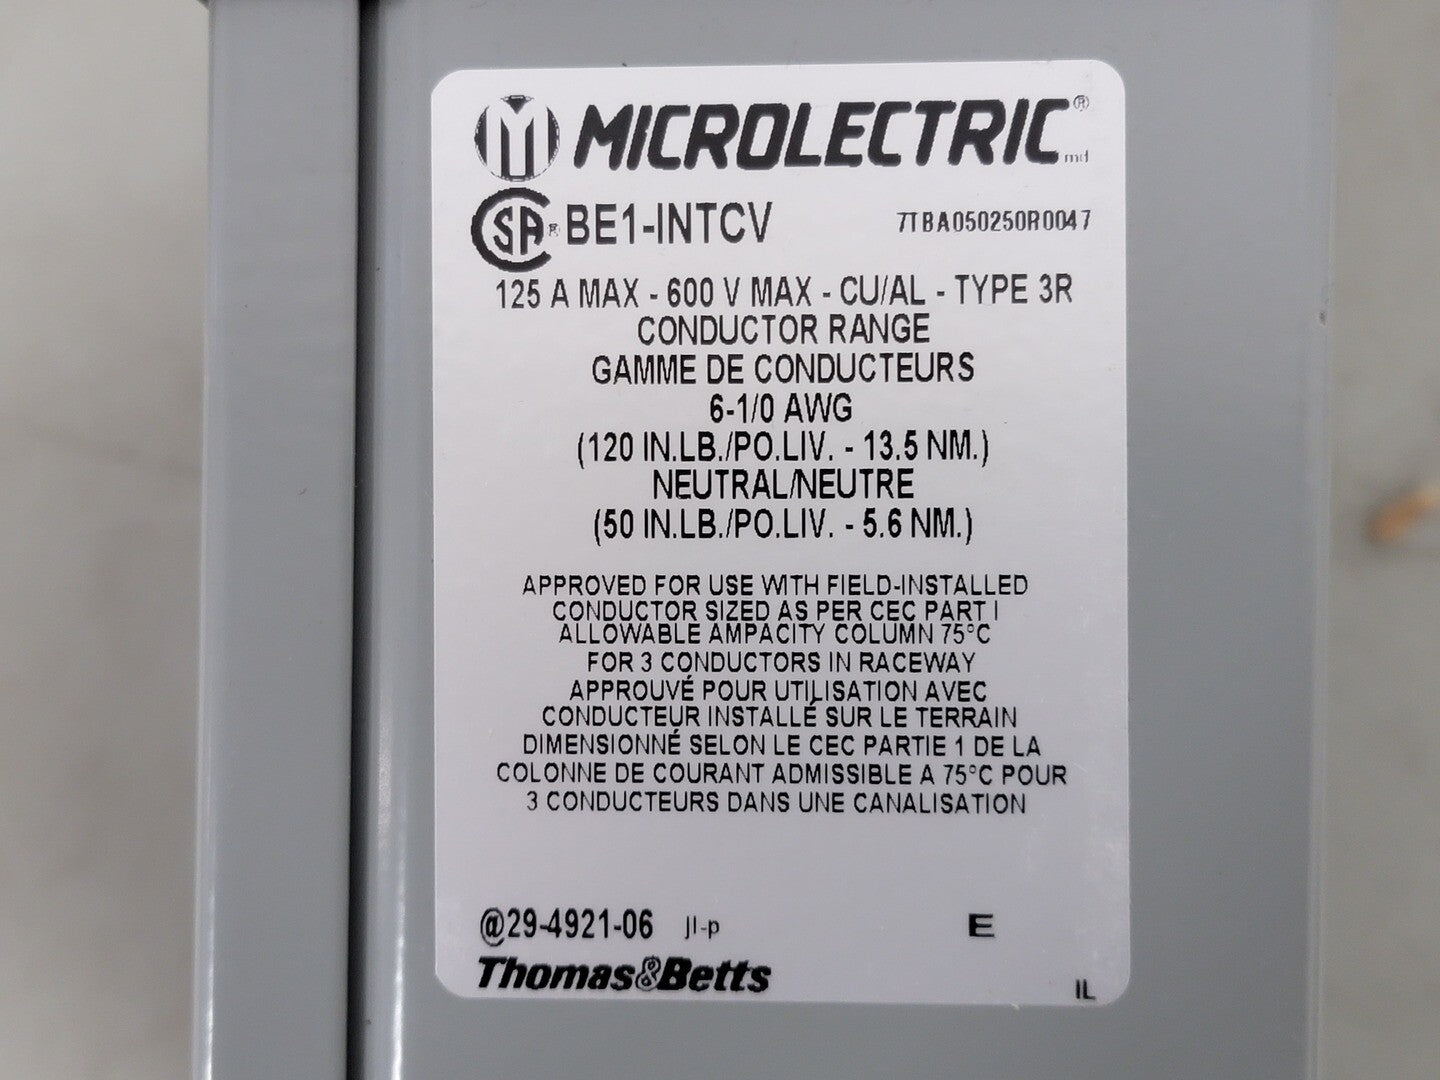 M MICROLECTRIC® md
CSA® BE1-INTCV 7TBA050250R0047
125 A MAX - 600 V MAX - CU/AL - TYPE 3R
CONDUCTOR RANGE
GAMME DE CONDUCTEURS
6-1/0 AWG
(120 IN.LB./PO.LIV. - 13.5 NM.)
NEUTRAL/NEUTRE
(50 IN.LB./PO.LIV. - 5.6 NM.)
APPROVED FOR USE WITH FIELD-INSTALLED
CONDUCTOR SIZED AS PER CEC PART I
ALLOWABLE AMPACITY COLUMN 75°C
FOR 3 CONDUCTORS IN RACEWAY
APPROUVÉ POUR UTILISATION AVEC
CONDUCTEUR INSTALLÉ SUR LE TERRAIN
DIMENSIONNÉ SELON LE CEC PARTIE 1 DE LA
COLONNE DE COURANT ADMISSIBLE A 75°C POUR
3 CONDUCTEURS DANS UNE CANALISATION
@29-4921-06 jl-p E
Thomas&Betts
IL